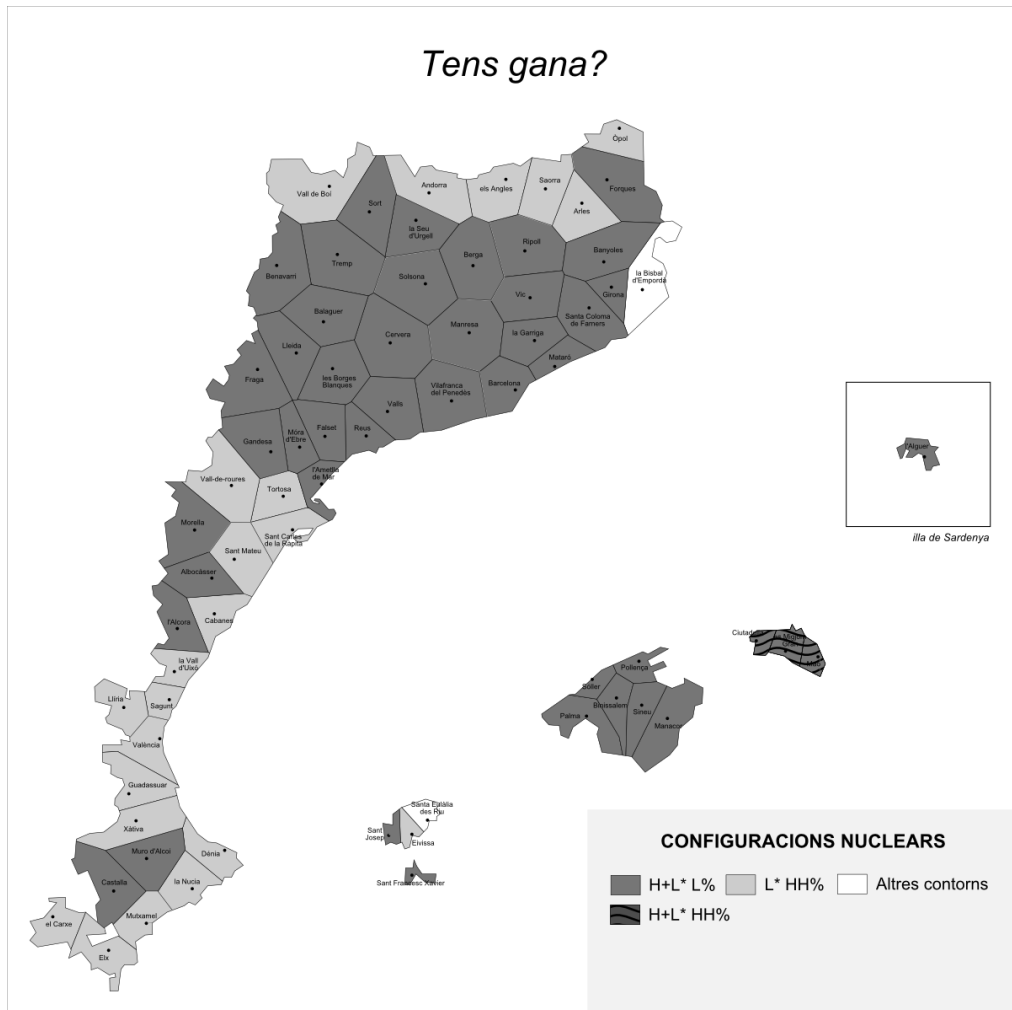 Tens gana?
Òpol
Vall de Boí
Andorra
els Angles
Saorra
Forques
Sort
Arles
la Seu
d'Urgell
Ripoll
Banyoles
Berga
Tremp
Benavarri
Solsona
la Bisbal
d'Empordà
Girona
Vic
Santa Coloma
de Farners
Balaguer
Cervera
Manresa
la Garriga
Lleida
Mataró
Fraga
les Borges
Blanques
Vilafranca
del Penedès
Barcelona
Valls
Gandesa
Móra
d'Ebre
Falset
Reus
l'Alguer
l'Ametlla
de Mar
Vall-de-roures
Tortosa
Morella
Sant Carles
de la Ràpita
illa de Sardenya
Sant Mateu
Albocàsser
Cabanes
l'Alcora
la Vall
d'Uixó
Pollença
Sóller
Llíria
Sagunt
Binissalem
Sineu
Palma
Manacor
València
Guadassuar
Santa Eulàlia
des Riu
Xàtiva
Sant
Josep
Eivissa
Muro d'Alcoi
Dénia
Castalla
la Nucia
Sant Francesc Xavier
el Carxe
Mutxamel
Elx
CONFIGURACIONS NUCLEARS
H+L* L% L* HH% Altres contorns
H+L* HH%